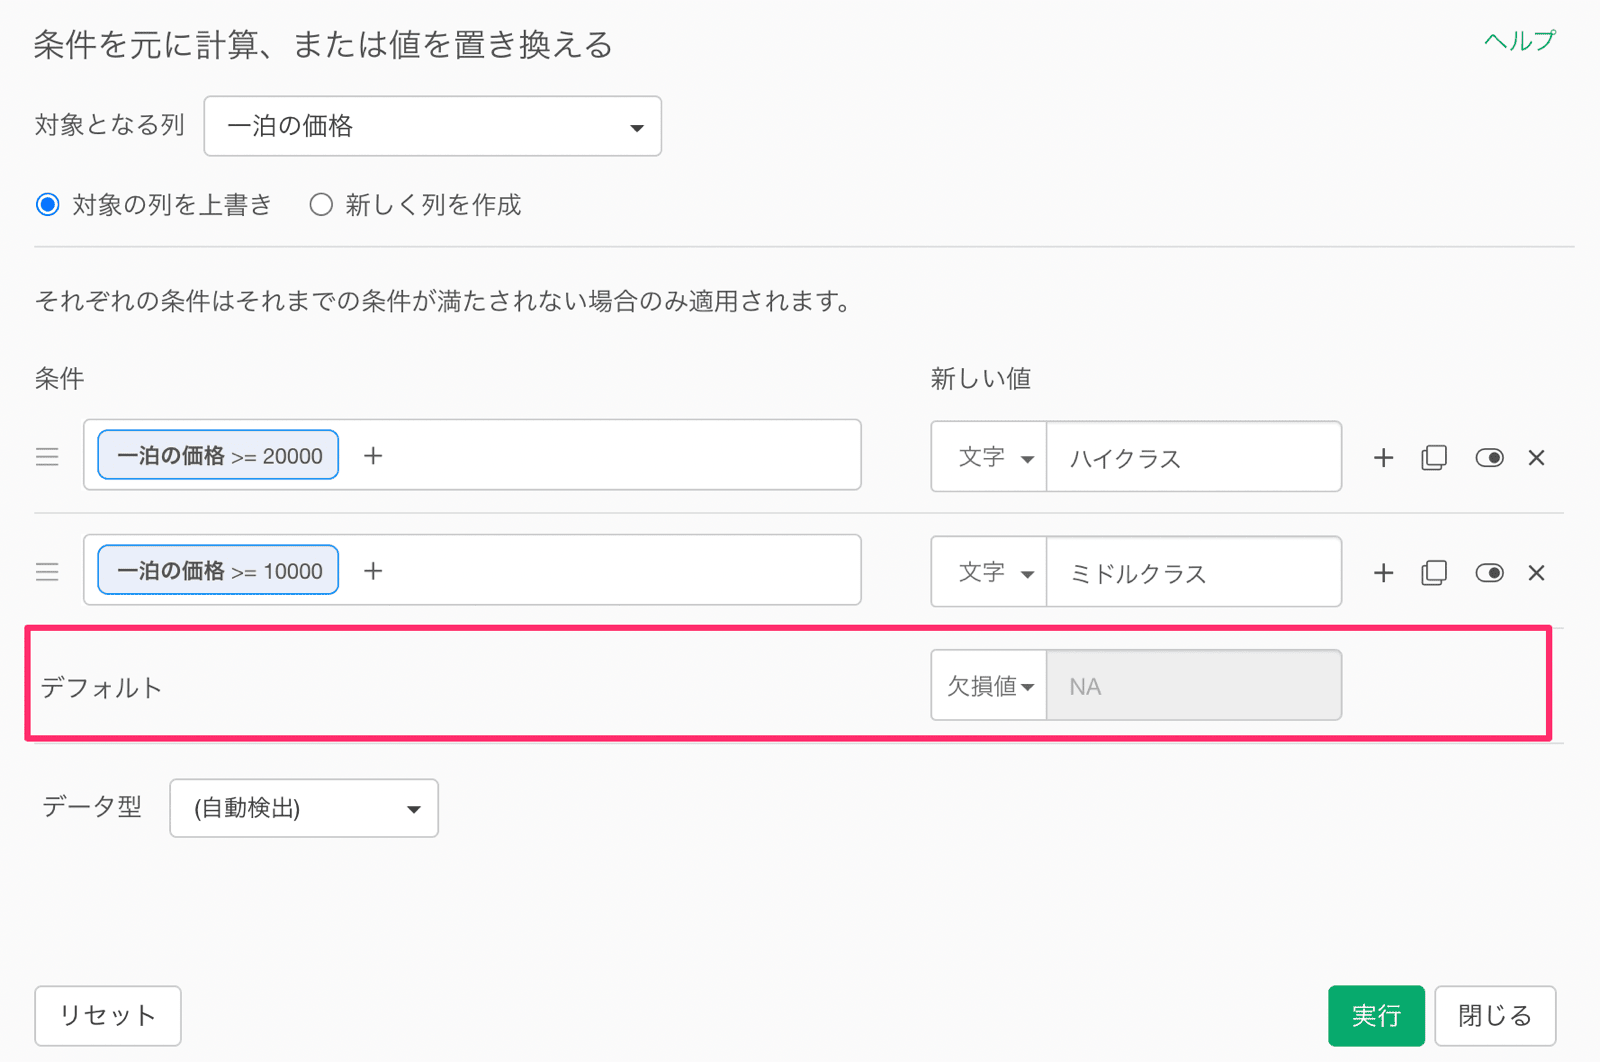 条件を元に計算、または値を置き換える
ヘルプ
対象となる列 一泊の価格
対象の列を上書き 新しく列を作成
それぞれの条件はそれまでの条件が満たされない場合のみ適用されます。
条件 新しい値
一泊の価格 >= 20000 + 文字 ハイクラス
一泊の価格 >= 10000 + 文字 ミドルクラス
デフォルト 欠損値 NA
データ型 (自動検出)
リセット 実行 閉じる